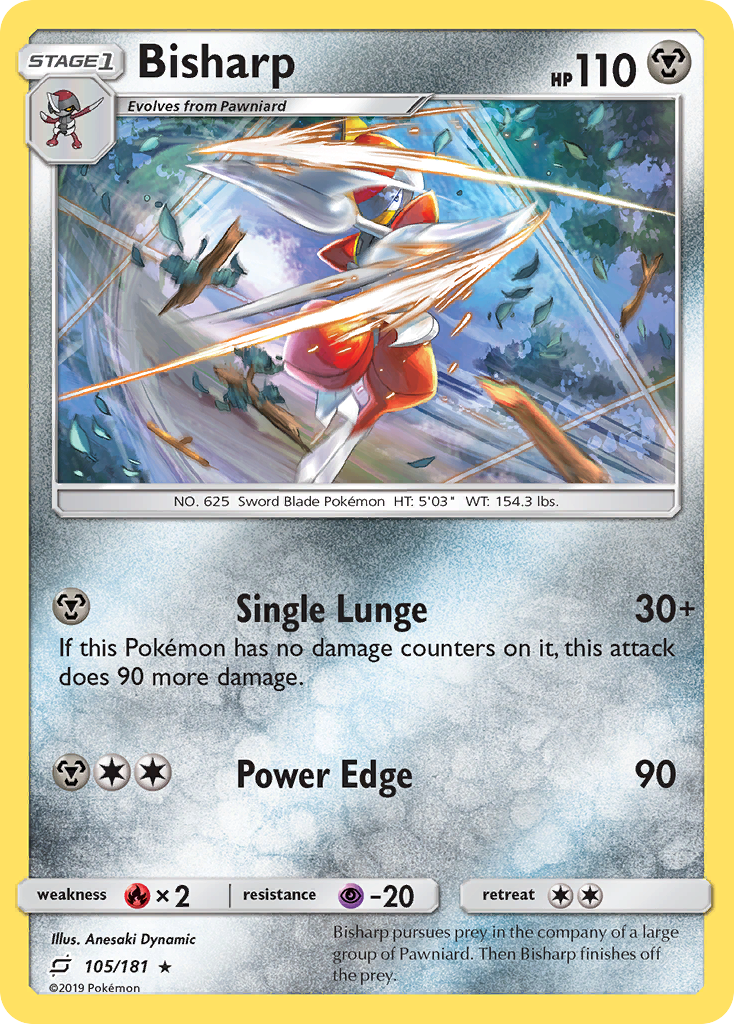 STAGE1
Bisharp
HP110
Evolves from Pawniard
NO. 625 Sword Blade Pokémon HT: 5'03" WT: 154.3 lbs.
Single Lunge 30+
If this Pokémon has no damage counters on it, this attack
does 90 more damage.
Power Edge 90
weakness ×2 resistance -20 retreat
Illus. Anesaki Dynamic
105/181 ★
©2019 Pokémon
Bisharp pursues prey in the company of a large
group of Pawniard. Then Bisharp finishes off
the prey.